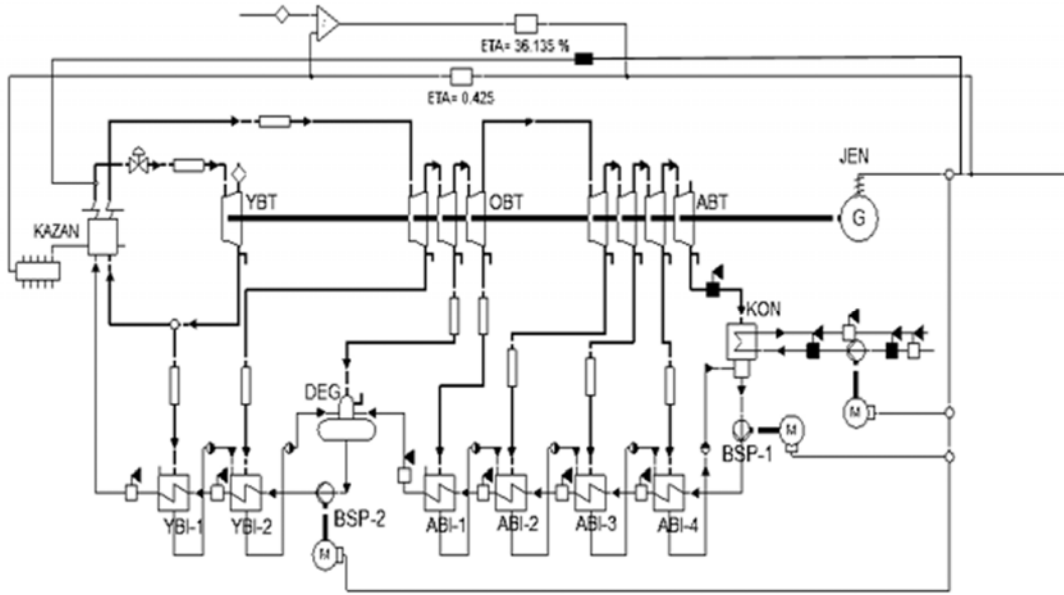 ETA= 36.135 %
ETA= 0.425
JEN
YBT
OBT
ABT
G
KAZAN
KON
DEG
M
M
BSP-1
YBI-1
YBI-2
BSP-2
ABI-1
ABI-2
ABI-3
ABI-4
M